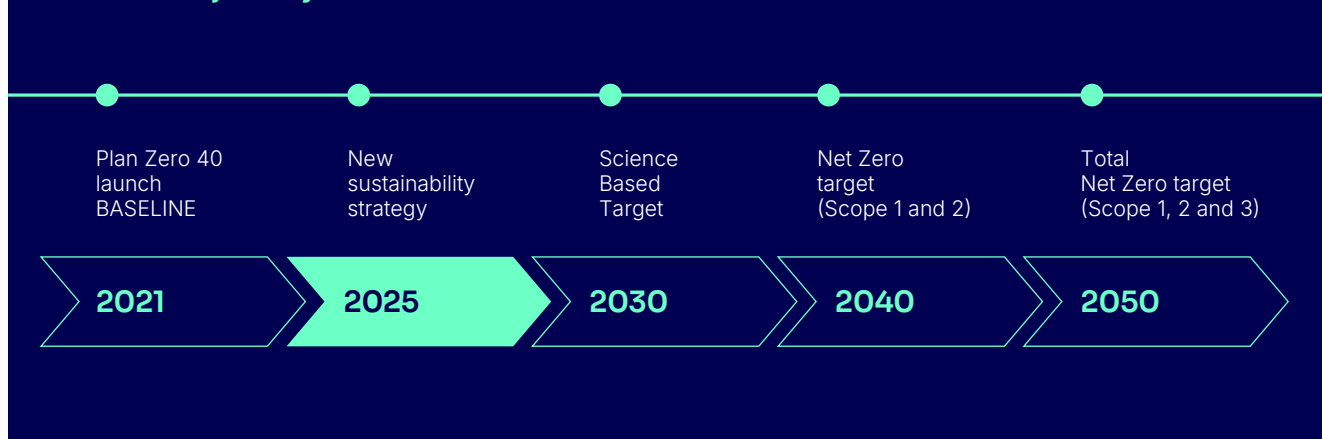 Plan Zero 40
launch
BASELINE
New
sustainability
strategy
Science
Based
Target
Net Zero
target
(Scope 1 and 2)
Total
Net Zero target
(Scope 1, 2 and 3)
2021
2025
2030
2040
2050